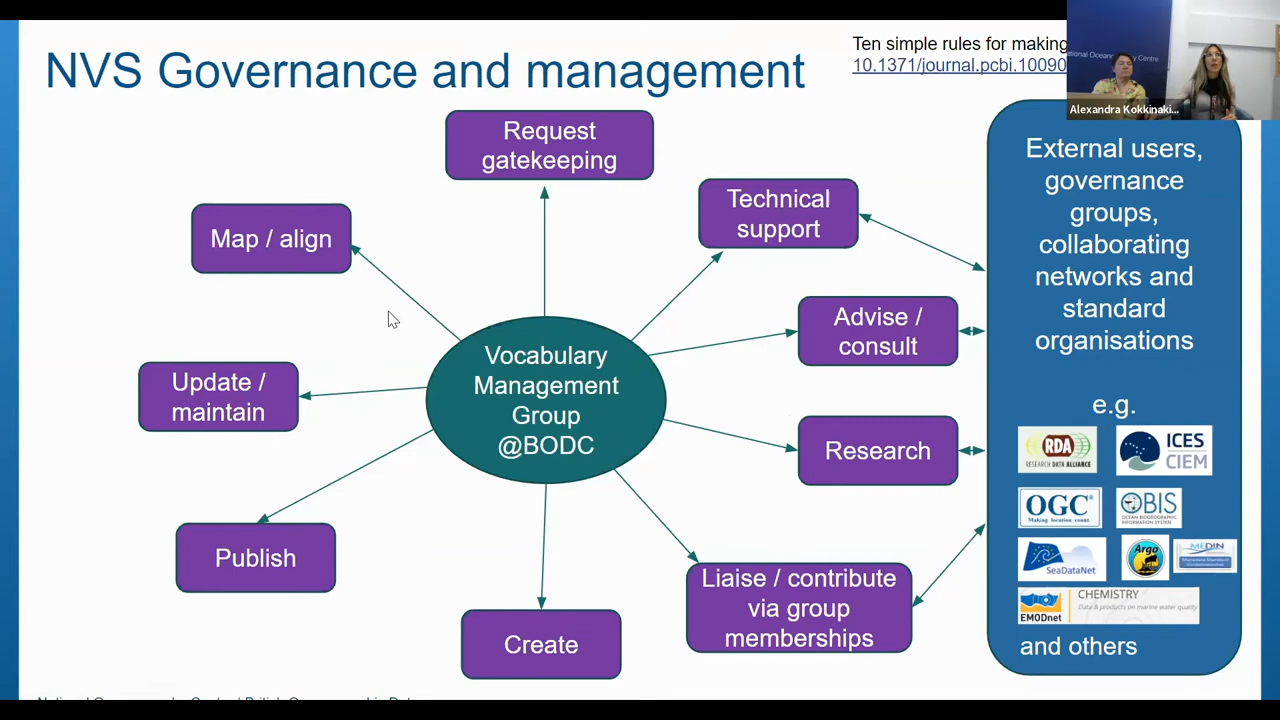 NVS Governance and management
Ten simple rules for making
10.1371/journal.pcbi.10090
Alexandra Kokkinaki...
Request
gatekeeping
Technical
support
Map / align
Advise /
consult
Update /
maintain
Vocabulary
Management
Group
@BODC
Research
Publish
Liaise / contribute
via group
memberships
Create
External users,
governance
groups,
collaborating
networks and
standard
organisations
e.g.
RDA
RESEARCH DATA ALLIANCE
ICES
CIEM
OGC
Making location count.
OBIS
OCEAN BIOGEOGRAPHIC
INFORMATION SYSTEM
SeaDataNet
Argo
MEDIN
EMODnet
CHEMISTRY
Data & products on marine water quality
and others